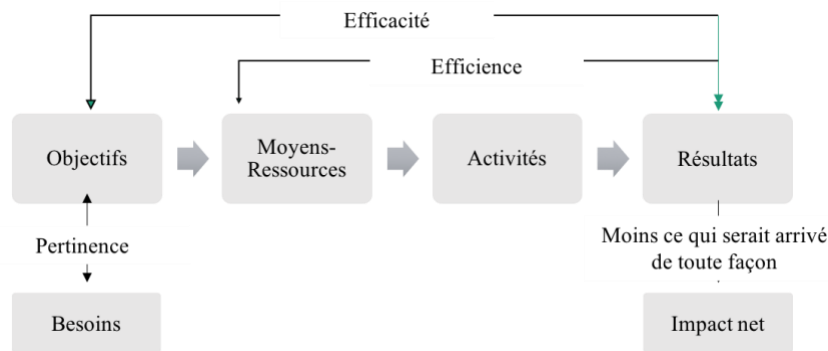 Efficacité
Efficience
Objectifs
Moyens-
Ressources
Activités
Résultats
Pertinence
Moins ce qui serait arrivé
de toute façon
Besoins
Impact net